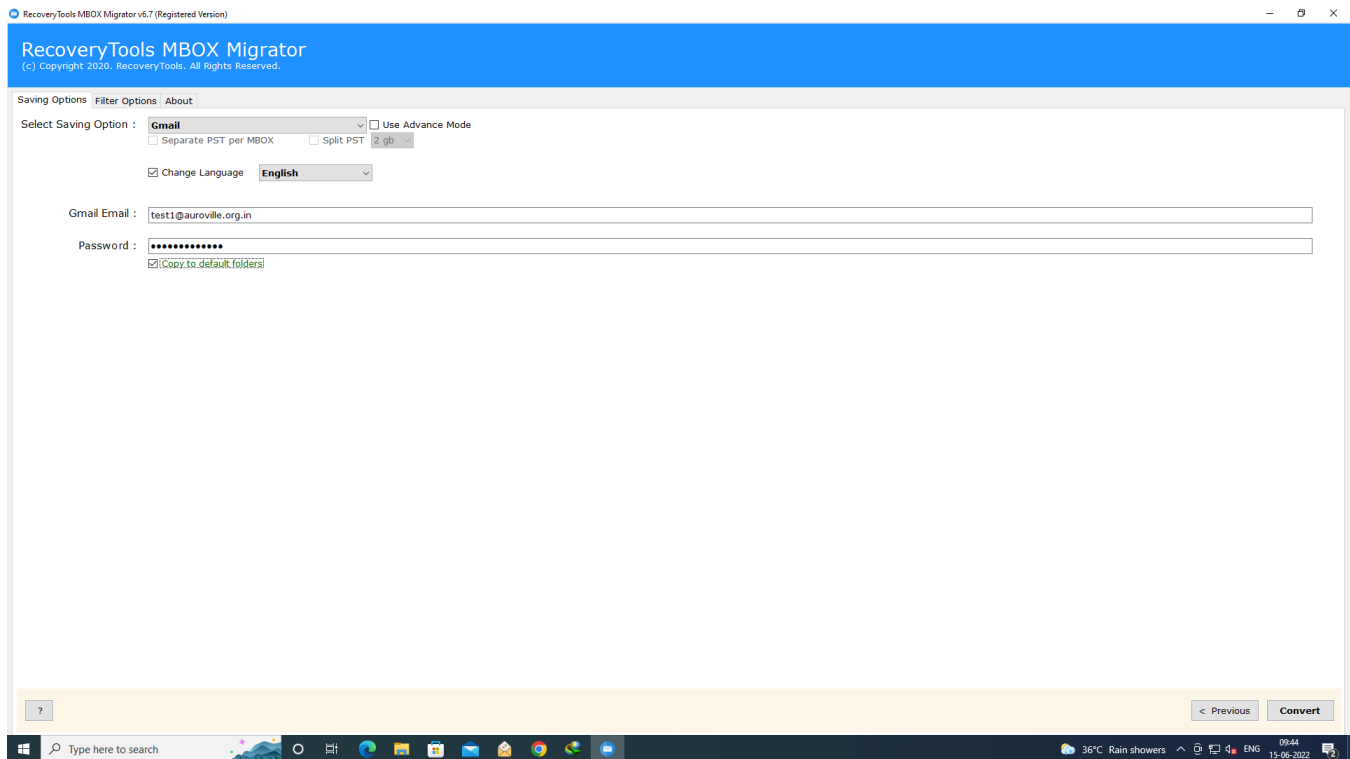 RecoveryTools MBOX Migrator v6.7 (Registered Version)
RecoveryTools MBOX Migrator
(c) Copyright 2020. RecoveryTools. All Rights Reserved.
Saving Options Filter Options About
Select Saving Option : Gmail Use Advance Mode
Separate PST per MBOX Split PST 2 gb
Change Language English
Gmail Email : test1@auroville.org.in
Password : •••••••••••••
Copy to default folders
? < Previous Convert
Type here to search 36°C Rain showers ENG 09:44
15-06-2022 2